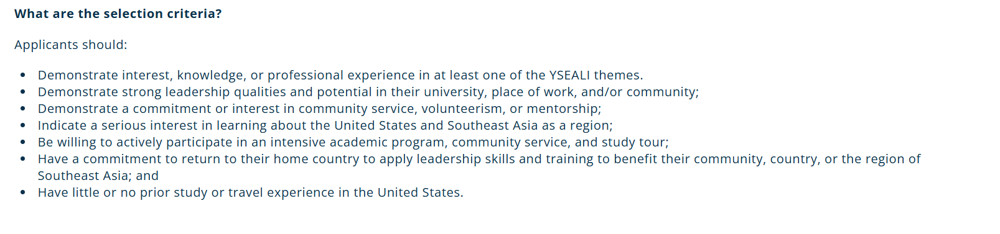 What are the selection criteria?
Applicants should:
• Demonstrate interest, knowledge, or professional experience in at least one of the YSEALI themes.
• Demonstrate strong leadership qualities and potential in their university, place of work, and/or community;
• Demonstrate a commitment or interest in community service, volunteerism, or mentorship;
• Indicate a serious interest in learning about the United States and Southeast Asia as a region;
• Be willing to actively participate in an intensive academic program, community service, and study tour;
• Have a commitment to return to their home country to apply leadership skills and training to benefit their community, country, or the region of
Southeast Asia; and
• Have little or no prior study or travel experience in the United States.